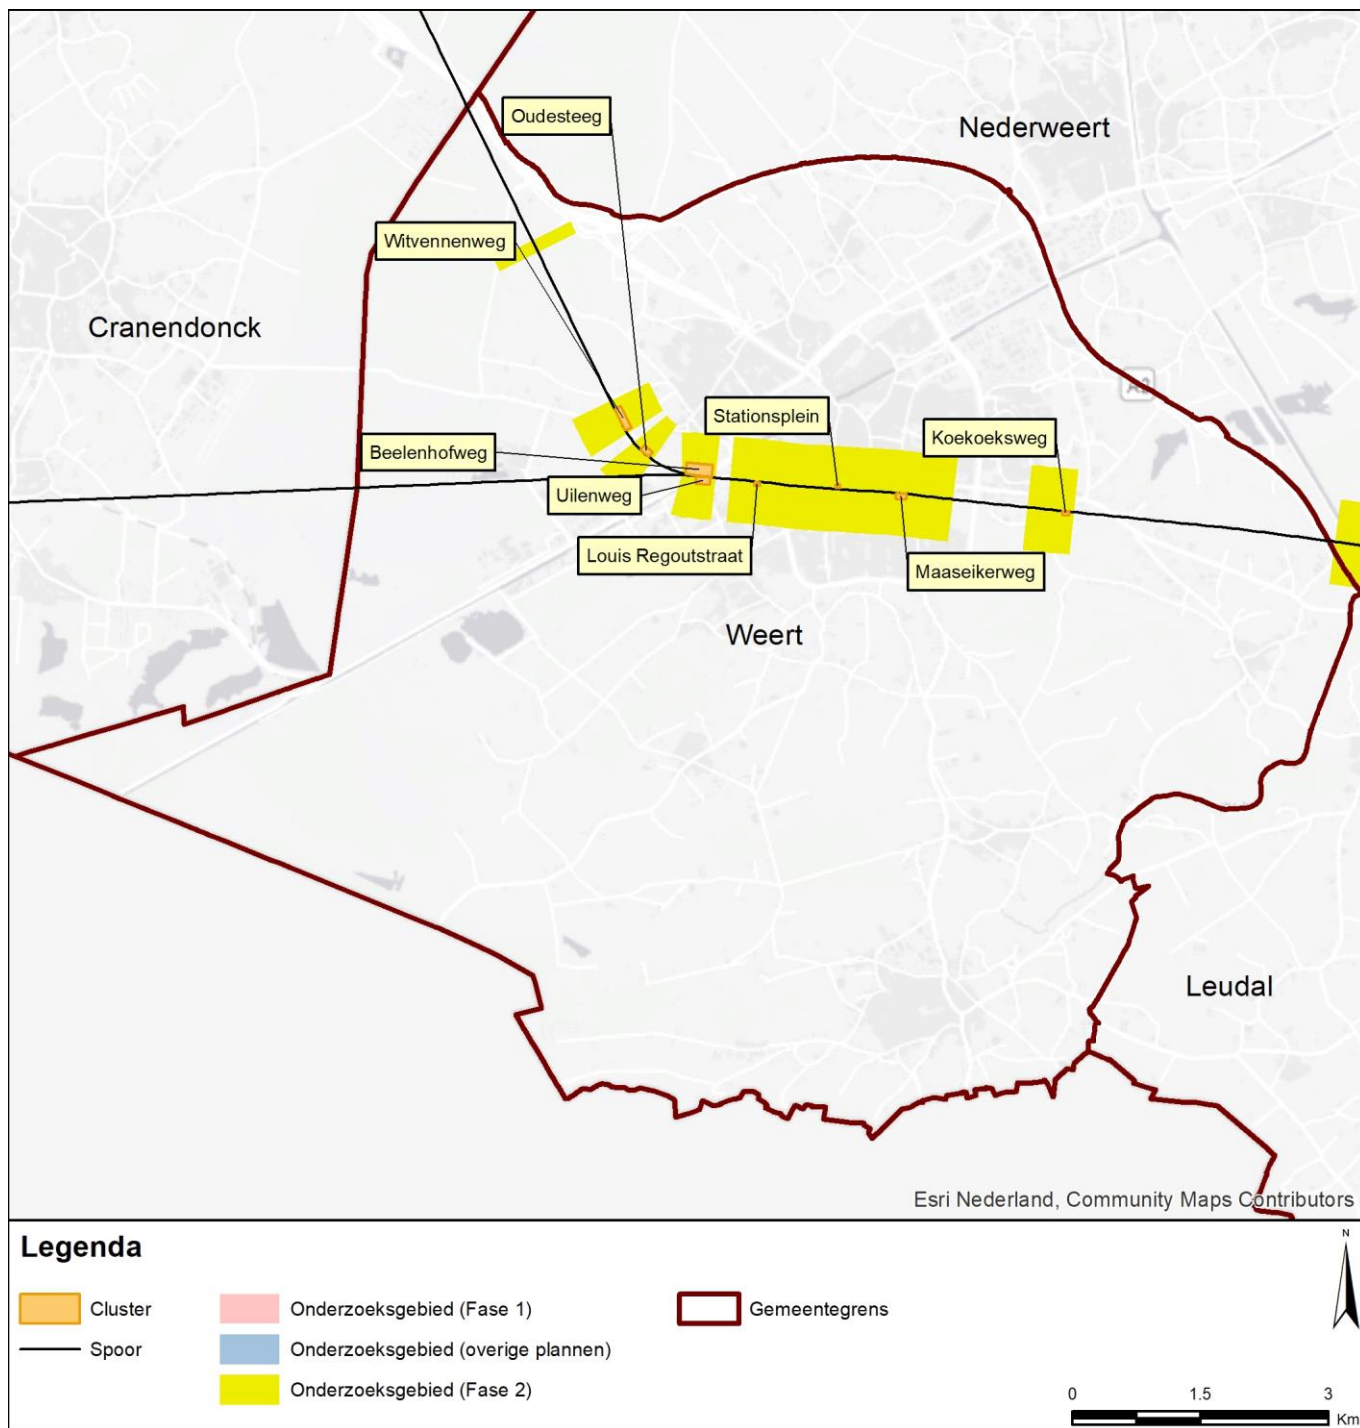 Oudesteeg
Nederweert
Witvennenweg
Cranendonck
A2
Stationsplein
Koekoeksweg
Beelenhofweg
Uilenweg
Louis Regoutstraat
Maaseikerweg
Weert
Leudal
Esri Nederland, Community Maps Contributors
Legenda
N
Cluster
Onderzoeksgebied (Fase 1)
Gemeentegrens
Spoor
Onderzoeksgebied (overige plannen)
Onderzoeksgebied (Fase 2)
0 1.5 3
Km